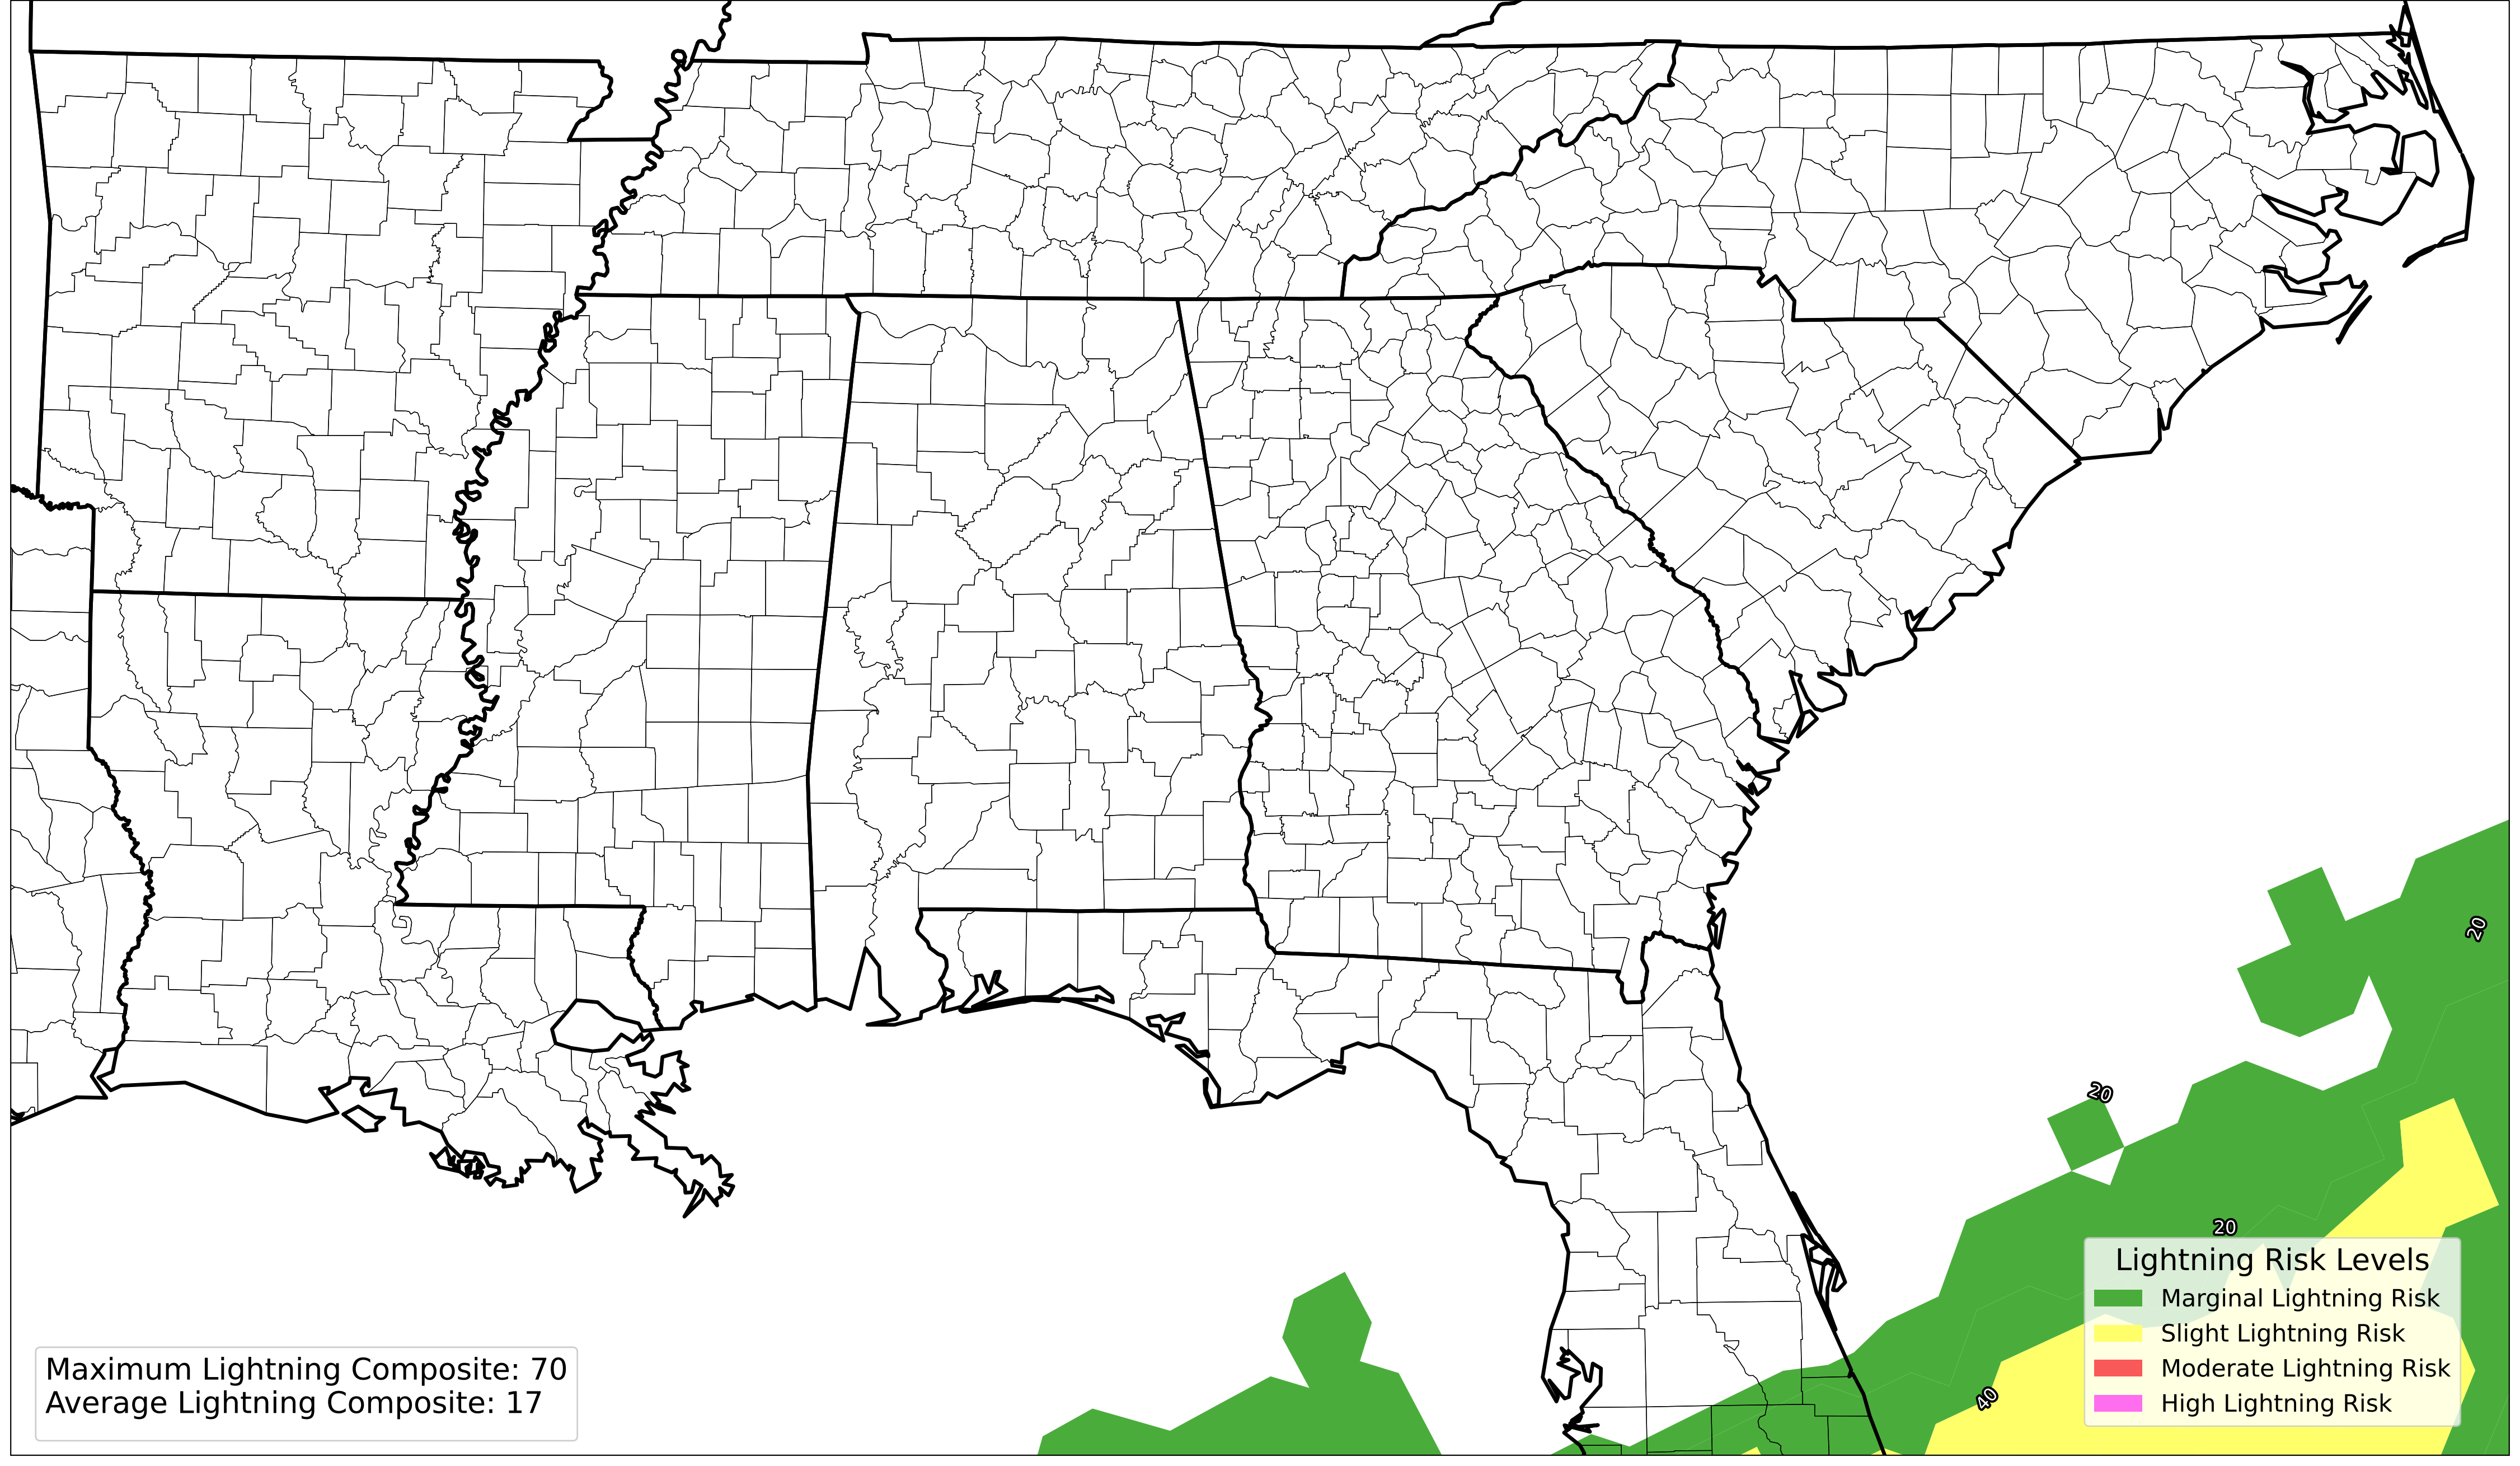 20
20
20
40
Lightning Risk Levels
Marginal Lightning Risk
Slight Lightning Risk
Moderate Lightning Risk
High Lightning Risk
Maximum Lightning Composite: 70
Average Lightning Composite: 17